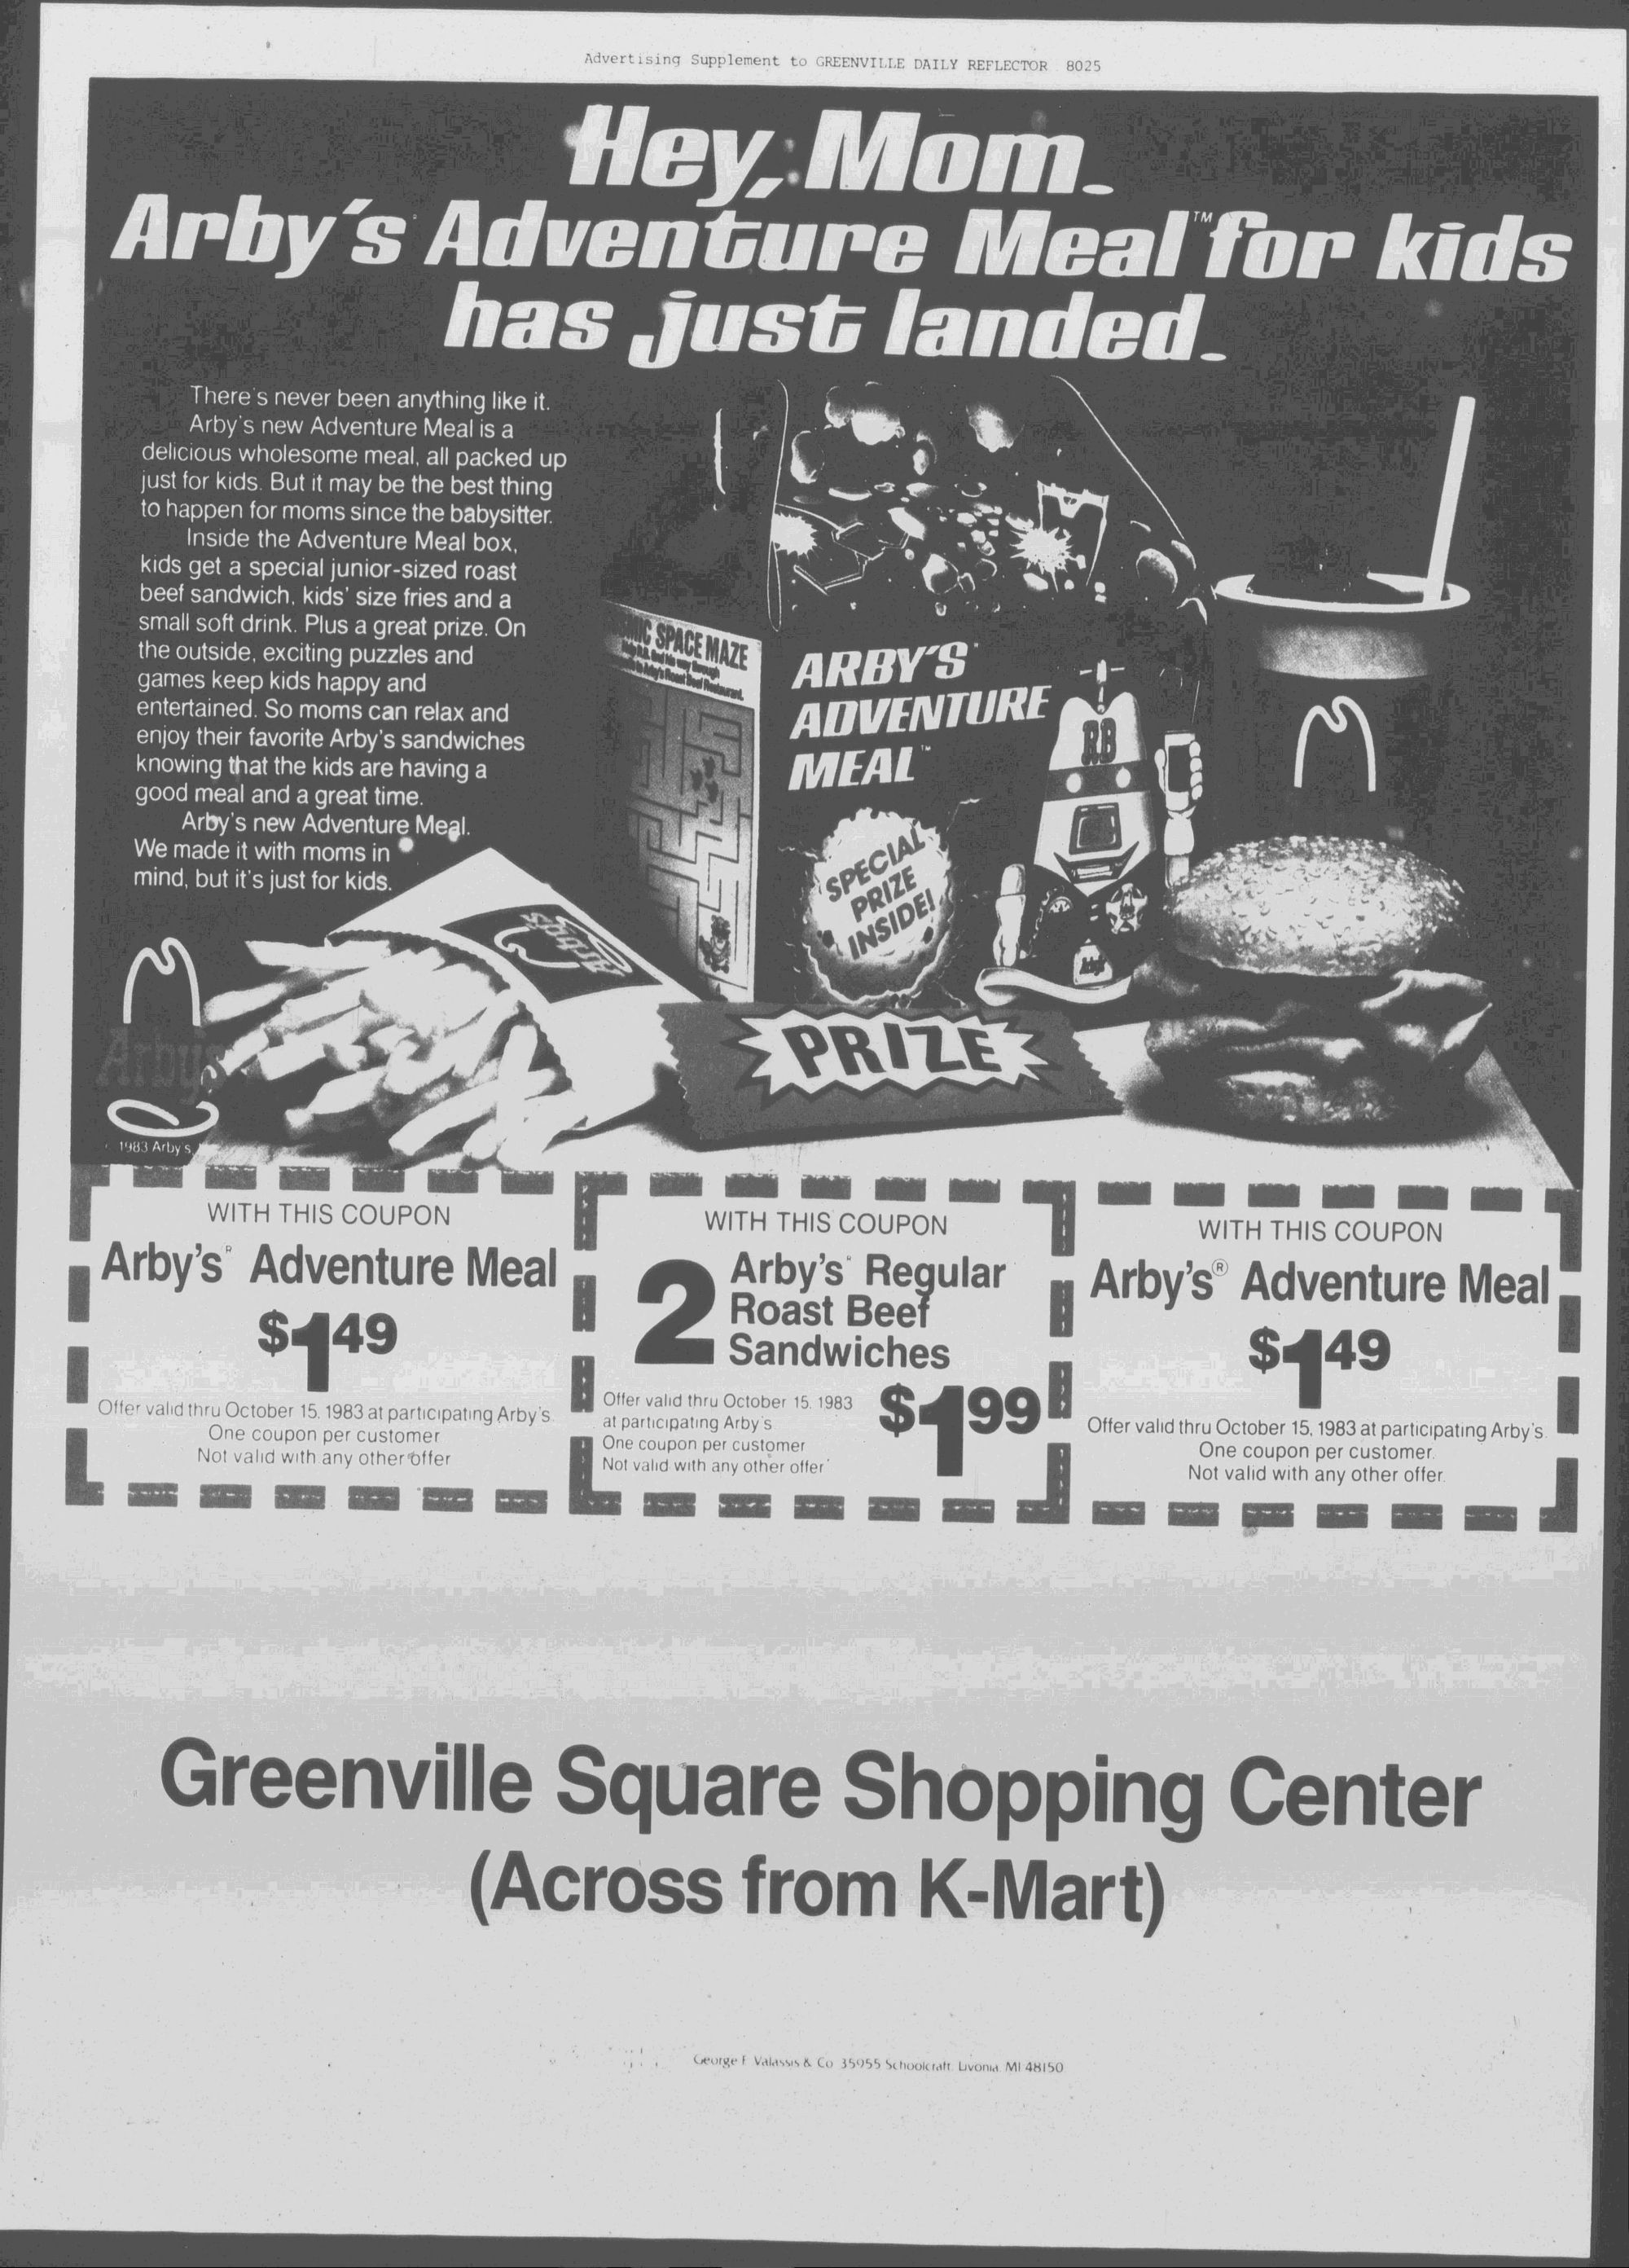 Advertising Supplement to GREENVILLE DAILY REFLECTOR 8025
Hey, Mom.
Arby's Adventure Meal™ for kids
has just landed.
There's never been anything like it.
Arby's new Adventure Meal is a
delicious wholesome meal, all packed up
just for kids. But it may be the best thing
to happen for moms since the babysitter.
Inside the Adventure Meal box,
kids get a special junior-sized roast
beef sandwich, kids' size fries and a
small soft drink. Plus a great prize. On
the outside, exciting puzzles and
games keep kids happy and
entertained. So moms can relax and
enjoy their favorite Arby's sandwiches
knowing that the kids are having a
good meal and a great time.
Arby's new Adventure Meal.
We made it with moms in
mind, but it's just for kids.
SPACE MAZE
ARBY'S
ADVENTURE
MEAL™
RB
SPECIAL
PRIZE
INSIDE!
Arby's
PRIZE
Arby's
1983 Arby's
WITH THIS COUPON
Arby's® Adventure Meal
$1 49
Offer valid thru October 15, 1983 at participating Arby's.
One coupon per customer
Not valid with any other offer
WITH THIS COUPON
2 Arby's® Regular
Roast Beef
Sandwiches
$1 99
Offer valid thru October 15, 1983
at participating Arby's
One coupon per customer
Not valid with any other offer
WITH THIS COUPON
Arby's® Adventure Meal
$1 49
Offer valid thru October 15, 1983 at participating Arby's.
One coupon per customer.
Not valid with any other offer.
Greenville Square Shopping Center
(Across from K-Mart)
George F Valassis & Co 35955 Schoolcraft, Livonia, MI 48150